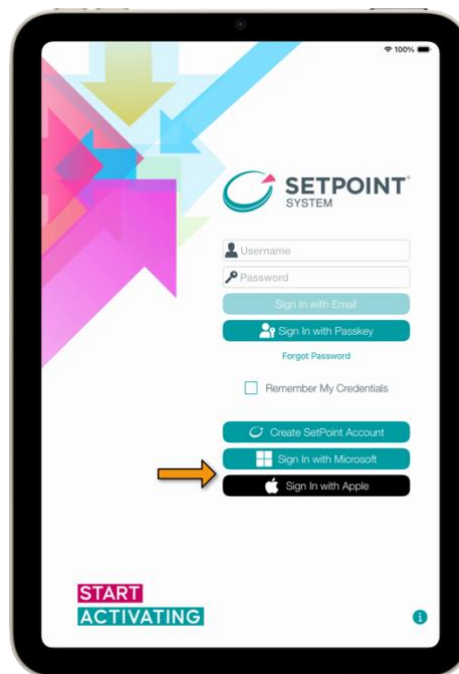 100%
SETPOINT®
SYSTEM
Username
Password
Sign In with Email
Sign In with Passkey
Forgot Password
Remember My Credentials
Create SetPoint Account
Sign In with Microsoft
Sign In with Apple
START
ACTIVATING
i